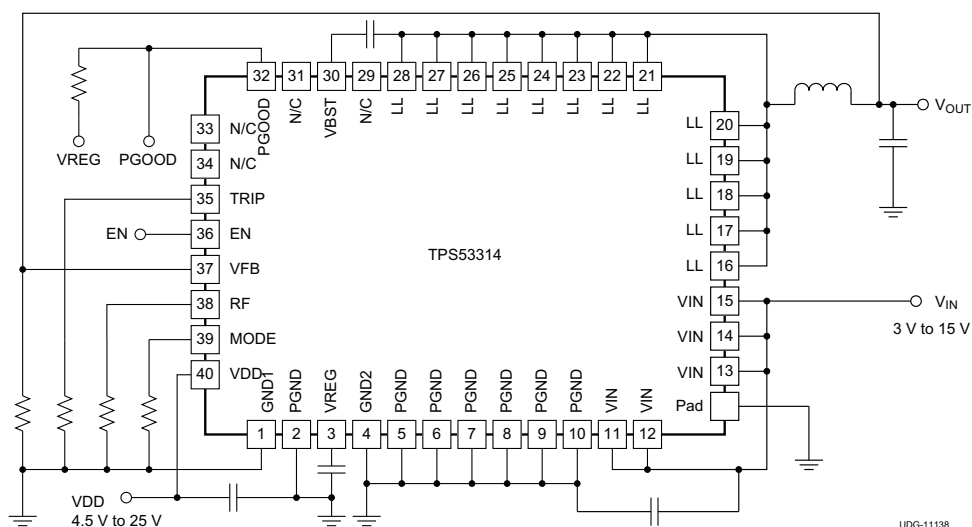 32 31 30 29 28 27 26 25 24 23 22 21
PGOOD N/C VBST N/C LL LL LL LL LL LL LL LL
VREG PGOOD
33 N/C
34 N/C
35 TRIP
EN 36 EN
37 VFB
38 RF
39 MODE
40 VDD
TPS53314
LL 20
LL 19
LL 18
LL 17
LL 16
VIN 15
VIN 14
VIN 13
Pad
VOUT
VIN
3 V to 15 V
GND1 PGND VREG GND2 PGND PGND PGND PGND PGND PGND VIN VIN
1 2 3 4 5 6 7 8 9 10 11 12
VDD
4.5 V to 25 V
UDG-11138